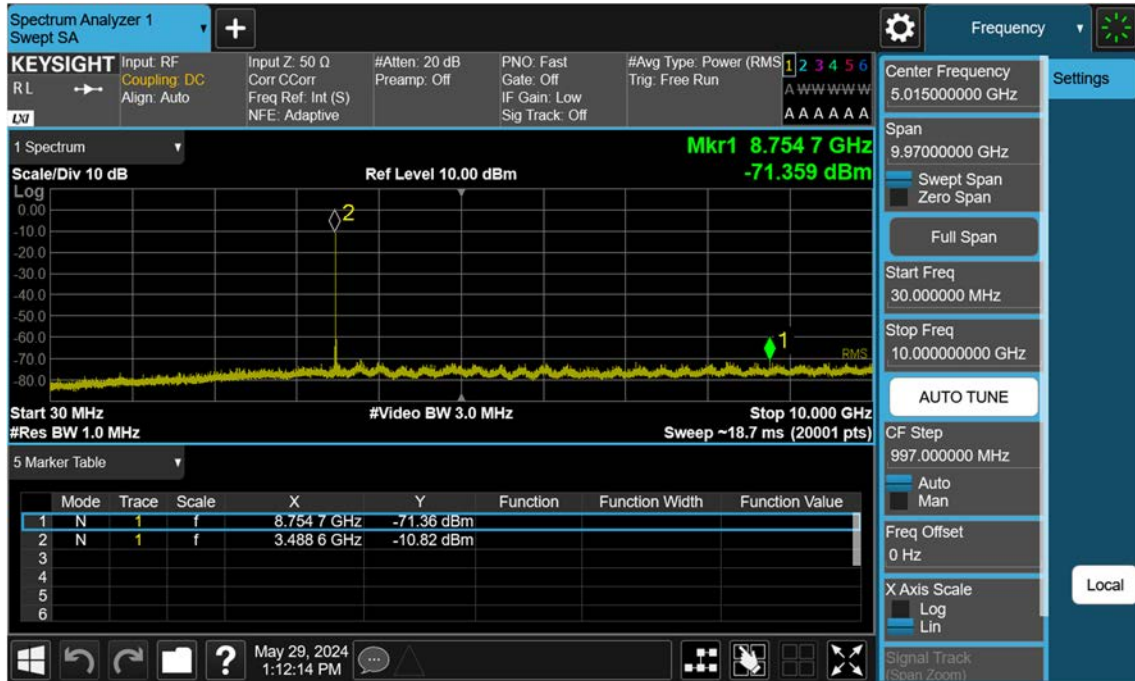 Spectrum Analyzer 1
Swept SA
+
Frequency
KEYSIGHT
R L
LXI
Input: RF
Coupling: DC
Align: Auto
Input Z: 50 Ω
Corr CCorr
Freq Ref: Int (S)
NFE: Adaptive
#Atten: 20 dB
Preamp: Off
PNO: Fast
Gate: Off
IF Gain: Low
Sig Track: Off
#Avg Type: Power (RMS
Trig: Free Run
1 2 3 4 5 6
A W W W W W
A A A A A A
1 Spectrum
Mkr1 8.754 7 GHz
-71.359 dBm
Scale/Div 10 dB
Ref Level 10.00 dBm
Log
0.00
-10.0
-20.0
-30.0
-40.0
-50.0
-60.0
-70.0
-80.0
2
1
RMS
Start 30 MHz
#Video BW 3.0 MHz
Stop 10.000 GHz
#Res BW 1.0 MHz
Sweep ~18.7 ms (20001 pts)
5 Marker Table
Mode Trace Scale X Y Function Function Width Function Value
1 N 1 f 8.754 7 GHz -71.36 dBm
2 N 1 f 3.488 6 GHz -10.82 dBm
3
4
5
6
?
May 29, 2024
1:12:14 PM
Center Frequency
5.015000000 GHz
Span
9.97000000 GHz
Swept Span
Zero Span
Full Span
Start Freq
30.000000 MHz
Stop Freq
10.000000000 GHz
AUTO TUNE
CF Step
997.000000 MHz
Auto
Man
Freq Offset
0 Hz
X Axis Scale
Log
Lin
Signal Track
(Span Zoom)
Settings
Local